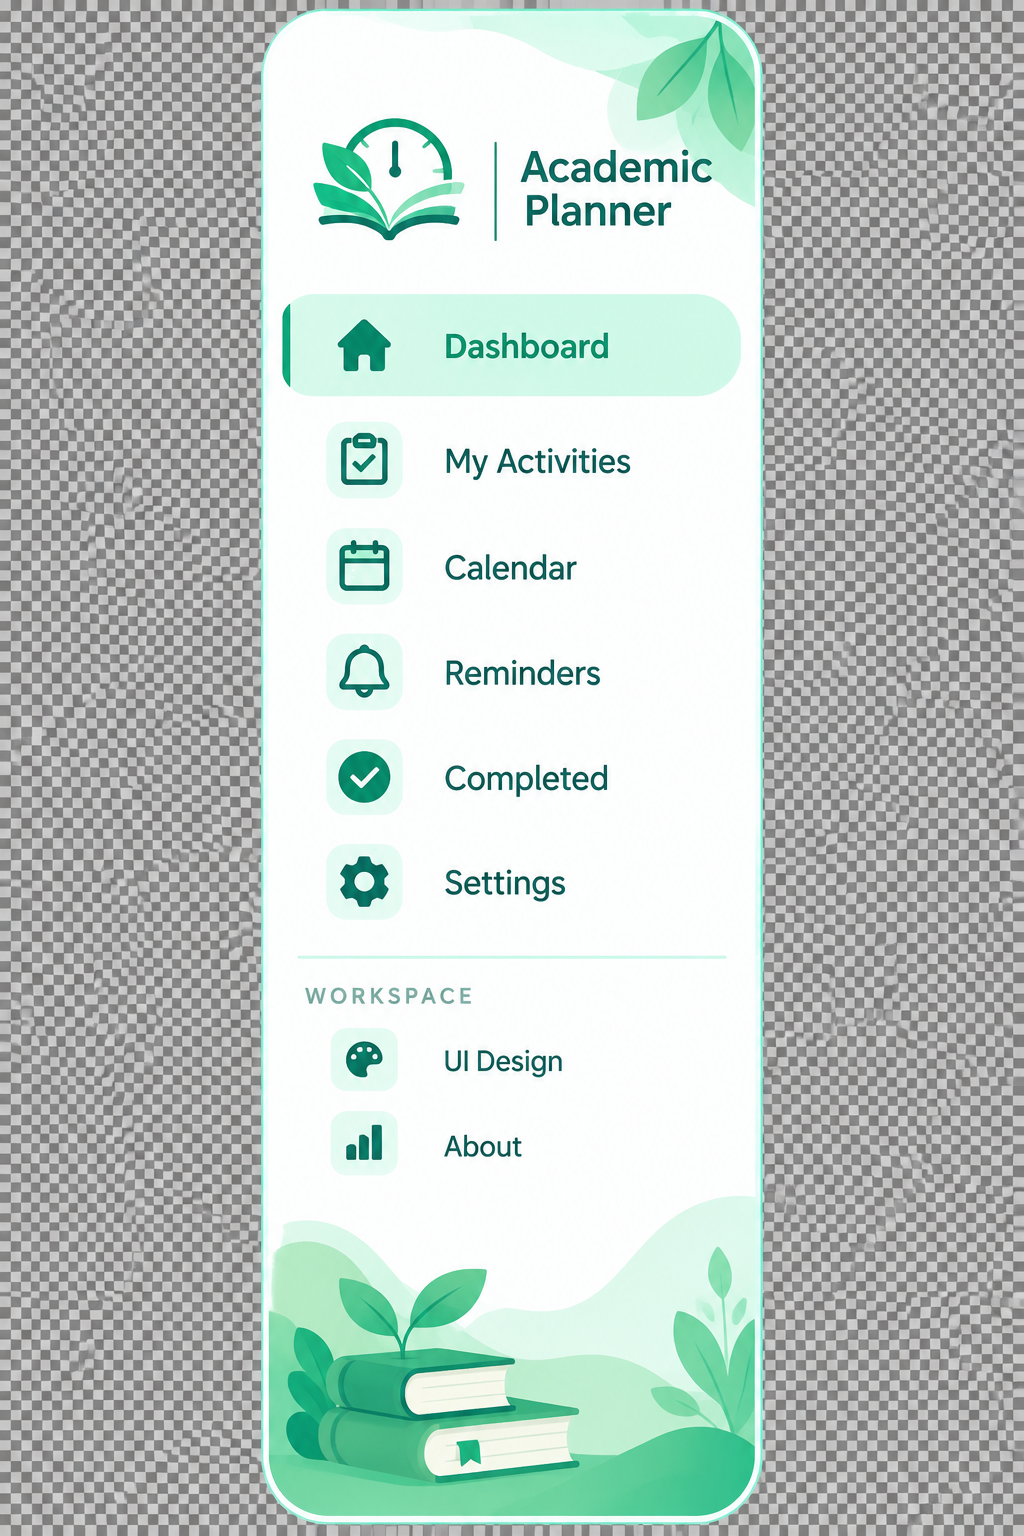 Academic
Planner
Dashboard
My Activities
Calendar
Reminders
Completed
Settings
WORKSPACE
UI Design
About